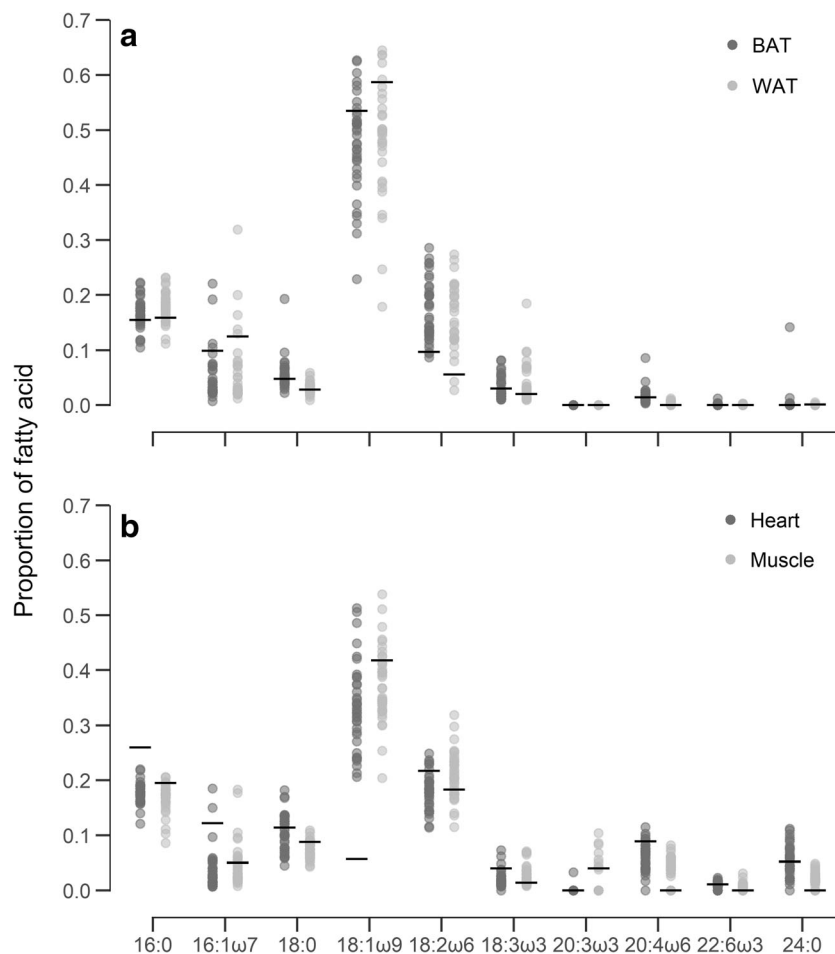 a
BAT
WAT
0.7
0.6
0.5
0.4
0.3
0.2
0.1
0.0
Proportion of fatty acid
b
Heart
Muscle
0.7
0.6
0.5
0.4
0.3
0.2
0.1
0.0
16:0 16:1ω7 18:0 18:1ω9 18:2ω6 18:3ω3 20:3ω3 20:4ω6 22:6ω3 24:0